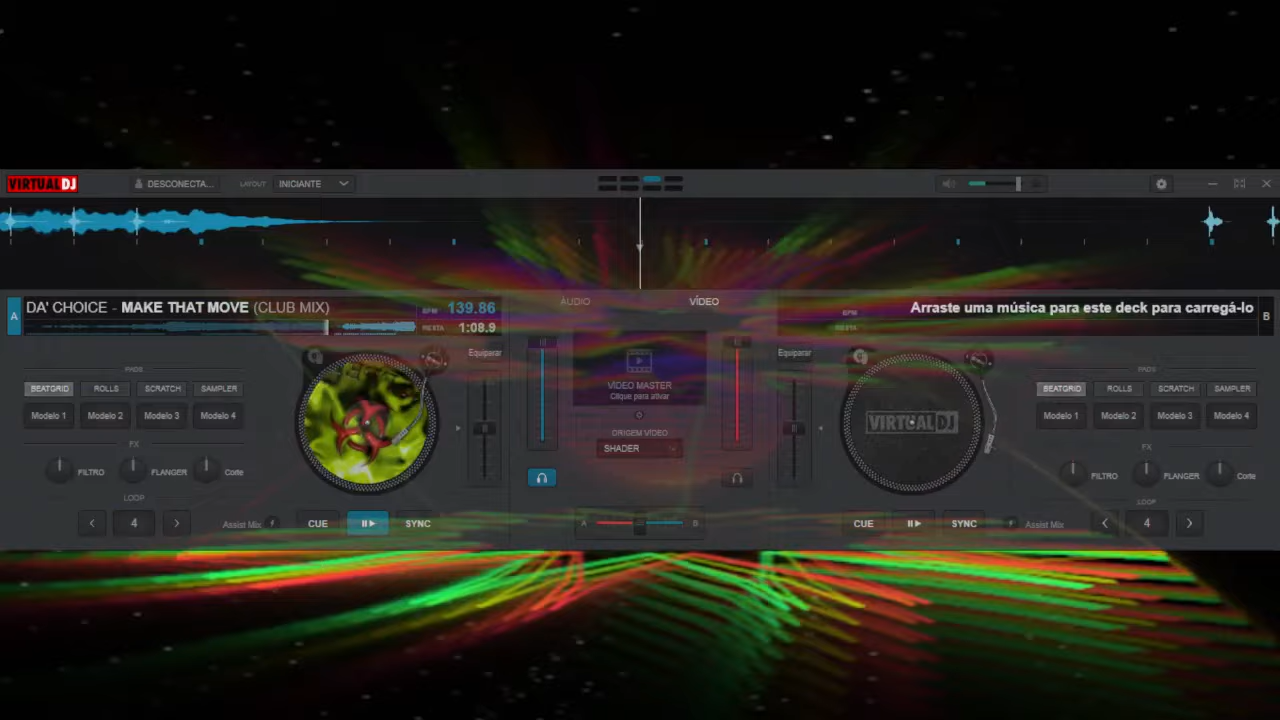 VIRTUALDJ
DESCONECTA...
LAYOUT
INICIANTE
A
DA' CHOICE - MAKE THAT MOVE (CLUB MIX)
BPM 139.86
RESTA 1:08.9
ÁUDIO
VÍDEO
BPM
RESTA
Arraste uma música para este deck para carregá-lo
B
Equiparar
Equiparar
PADS
BEATGRID
ROLLS
SCRATCH
SAMPLER
Modelo 1
Modelo 2
Modelo 3
Modelo 4
FX
FILTRO
FLANGER
Corte
LOOP
4
Assist Mix
CUE
SYNC
VÍDEO MASTER
Clique para ativar
ORIGEM VÍDEO
SHADER
A
B
VIRTUALDJ
PADS
BEATGRID
ROLLS
SCRATCH
SAMPLER
Modelo 1
Modelo 2
Modelo 3
Modelo 4
FX
FILTRO
FLANGER
Corte
LOOP
CUE
SYNC
Assist Mix
4